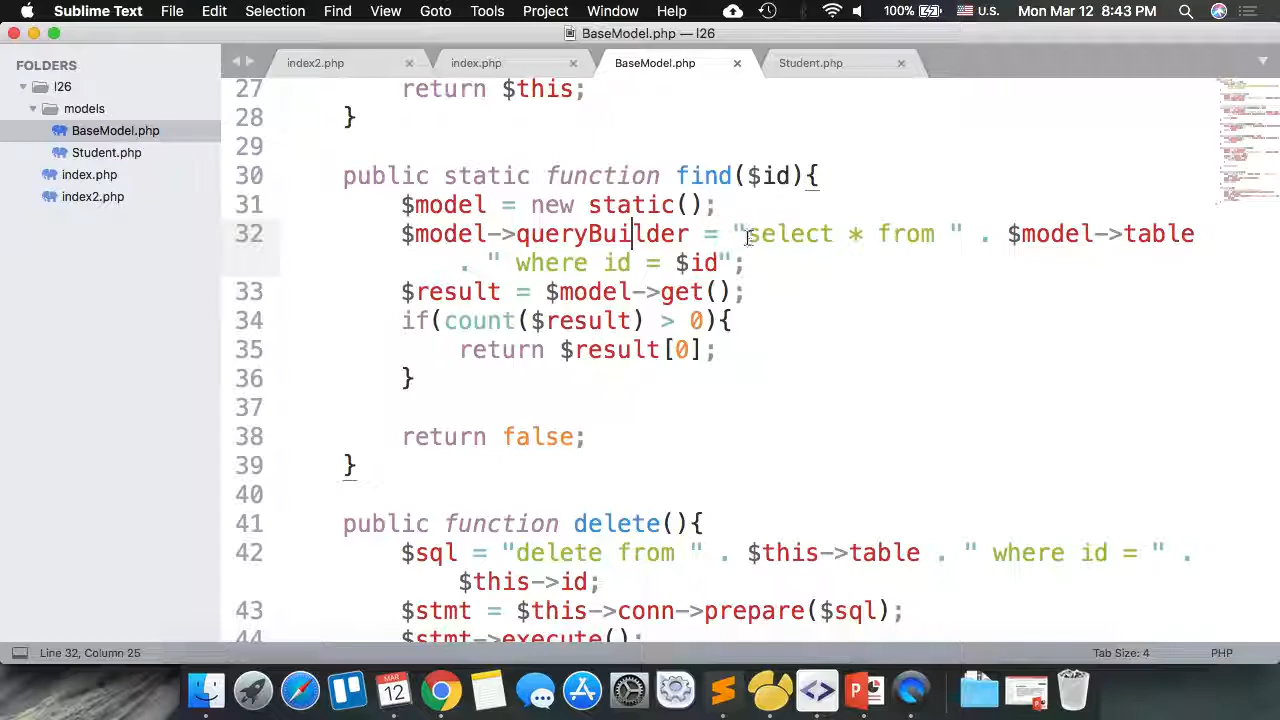 Sublime Text File Edit Selection Find View Goto Tools Project Window Help 100% U.S. Mon Mar 12 8:43 PM
BaseModel.php — l26
FOLDERS
l26
models
BaseModel.php
Student.php
index.php
index2.php
index2.php index.php BaseModel.php Student.php
27 return $this;
28 }
29
30 public static function find($id){
31 $model = new static();
32 $model->queryBuilder = "select * from " . $model->table
. " where id = $id";
33 $result = $model->get();
34 if(count($result) > 0){
35 return $result[0];
36 }
37
38 return false;
39 }
40
41 public function delete(){
42 $sql = "delete from " . $this->table . " where id = " .
$this->id;
43 $stmt = $this->conn->prepare($sql);
44 $stmt->execute();
Line 32, Column 25 Tab Size: 4 PHP
MAR
12